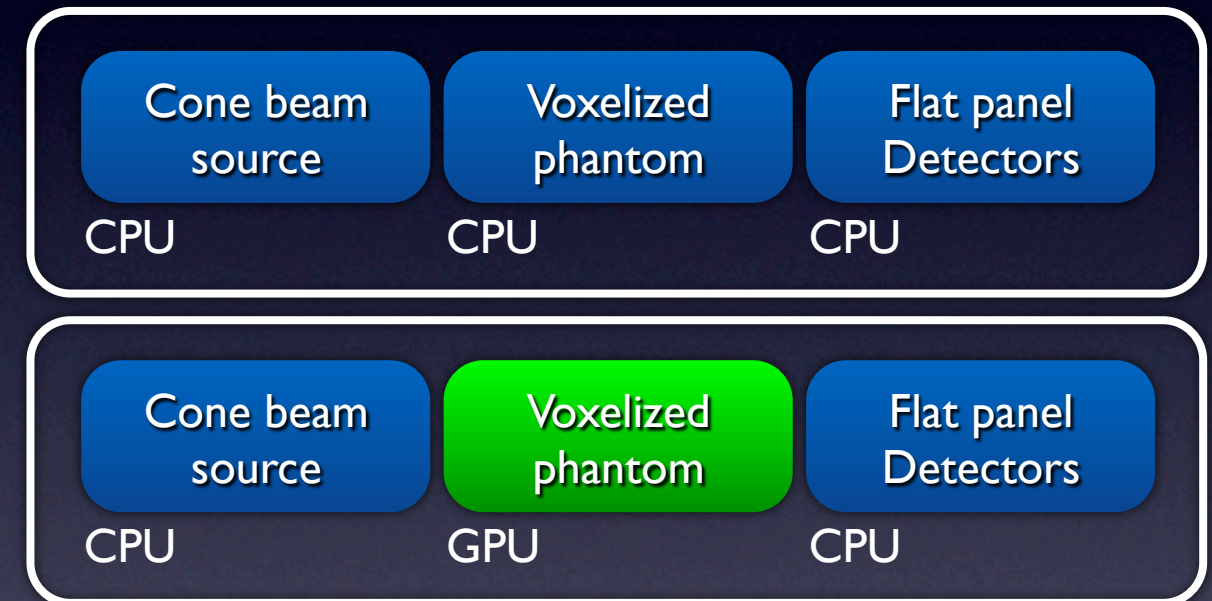 Cone beam
source
Voxelized
phantom
Flat panel
Detectors
CPU
CPU
CPU
Cone beam
source
Voxelized
phantom
Flat panel
Detectors
CPU
GPU
CPU